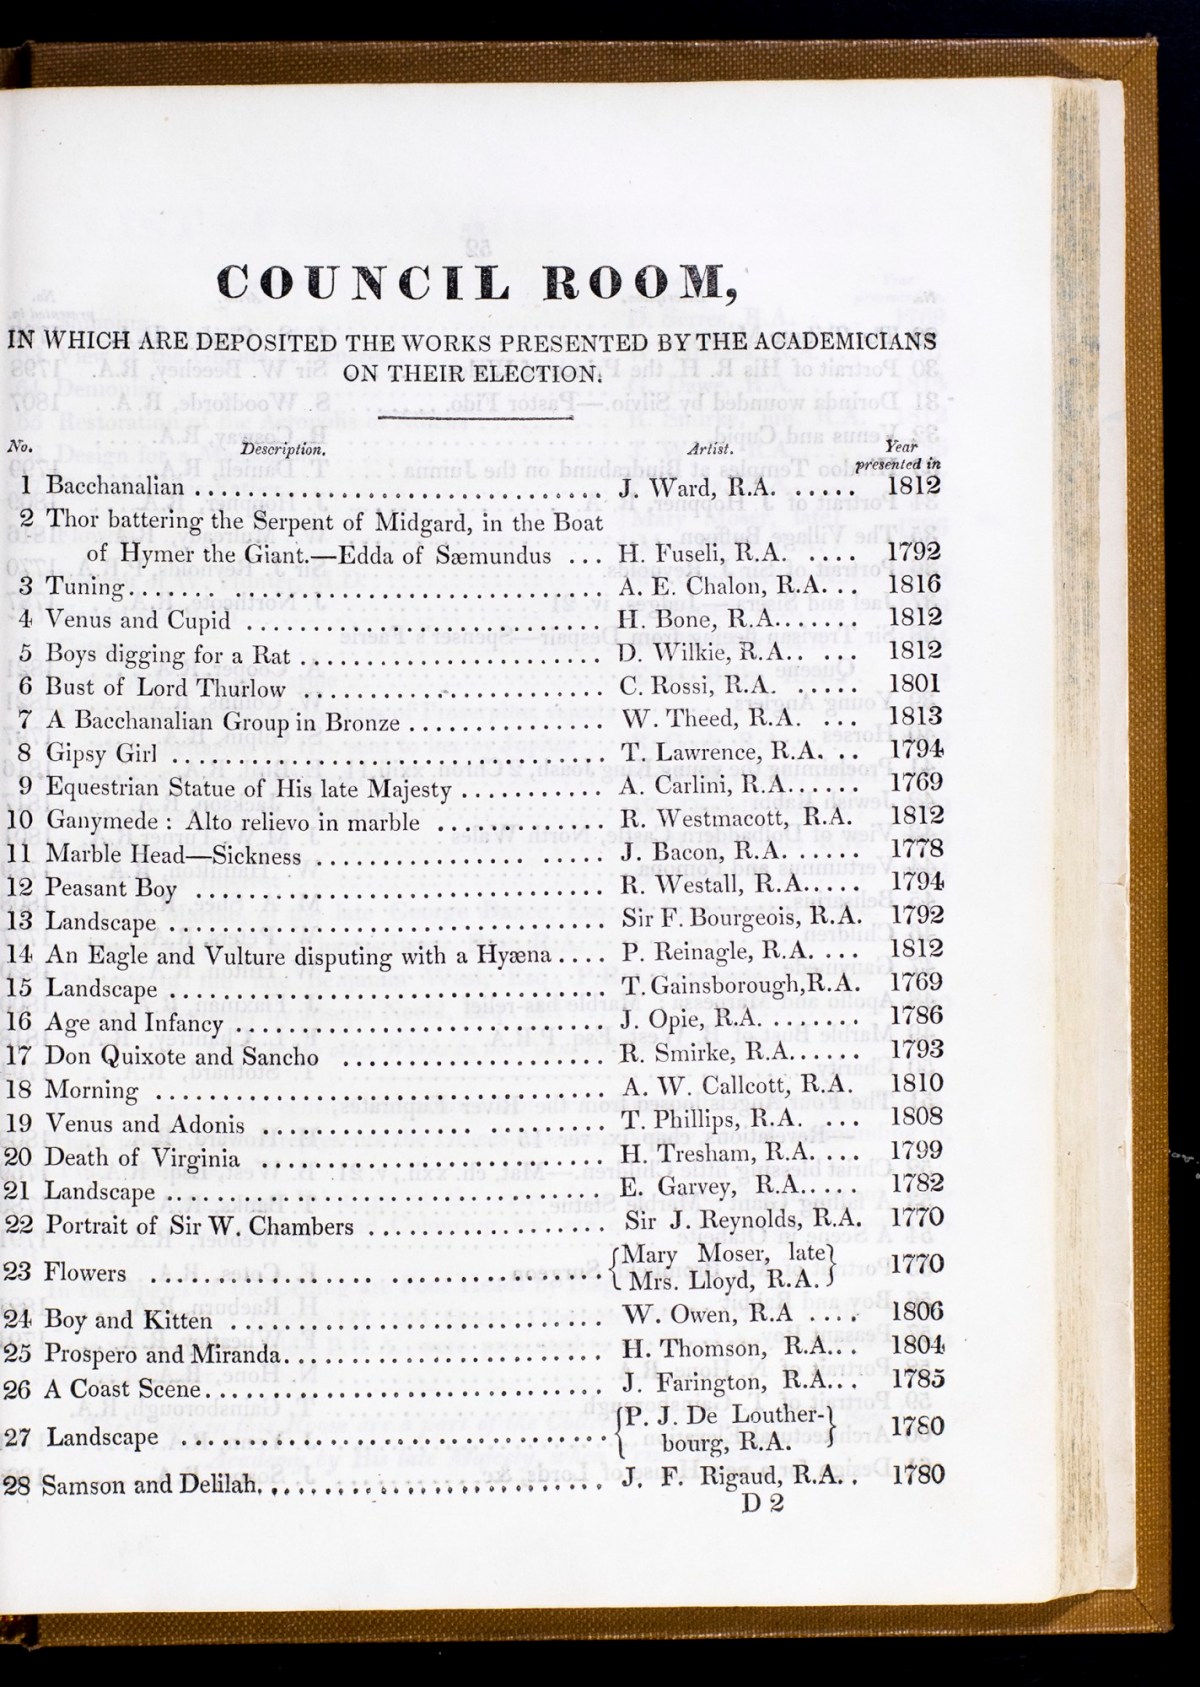 COUNCIL ROOM,
IN WHICH ARE DEPOSITED THE WORKS PRESENTED BY THE ACADEMICIANS
ON THEIR ELECTION.
No. Description. Artist. Year
presented in
1 Bacchanalian ........ J. Ward, R.A. ..... 1812
2 Thor battering the Serpent of Midgard, in the Boat
of Hymer the Giant.—Edda of Sæmundus ... H. Fuseli, R.A. .... 1792
3 Tuning........ A. E. Chalon, R.A... 1816
4 Venus and Cupid ........ H. Bone, R.A....... 1812
5 Boys digging for a Rat ........ D. Wilkie, R.A.. ... 1812
6 Bust of Lord Thurlow ........ C. Rossi, R.A. ..... 1801
7 A Bacchanalian Group in Bronze ........ W. Theed, R.A. ... 1813
8 Gipsy Girl ........ T. Lawrence, R.A. .. 1794
9 Equestrian Statue of His late Majesty ........ A. Carlini, R.A...... 1769
10 Ganymede: Alto relievo in marble ........ R. Westmacott, R.A. 1812
11 Marble Head—Sickness ........ J. Bacon, R.A. ...... 1778
12 Peasant Boy ........ R. Westall, R.A..... 1794
13 Landscape ........ Sir F. Bourgeois, R.A. 1792
14 An Eagle and Vulture disputing with a Hyæna .... P. Reinagle, R.A. ... 1812
15 Landscape ........ T. Gainsborough, R.A. 1769
16 Age and Infancy ........ J. Opie, R.A. ....... 1786
17 Don Quixote and Sancho ........ R. Smirke, R.A...... 1793
18 Morning ........ A. W. Callcott, R.A. 1810
19 Venus and Adonis ........ T. Phillips, R.A. ... 1808
20 Death of Virginia ........ H. Tresham, R.A. ... 1799
21 Landscape ........ E. Garvey, R.A..... 1782
22 Portrait of Sir W. Chambers ........ Sir J. Reynolds, R.A. 1770
23 Flowers ........ {Mary Moser, late
Mrs. Lloyd, R.A.} 1770
24 Boy and Kitten ........ W. Owen, R.A .... 1806
25 Prospero and Miranda........ H. Thomson, R.A... 1804
26 A Coast Scene........ J. Farington, R.A... 1785
27 Landscape ........ {P. J. De Louther-
bourg, R.A.} 1780
28 Samson and Delilah........ J. F. Rigaud, R.A. . 1780
D 2